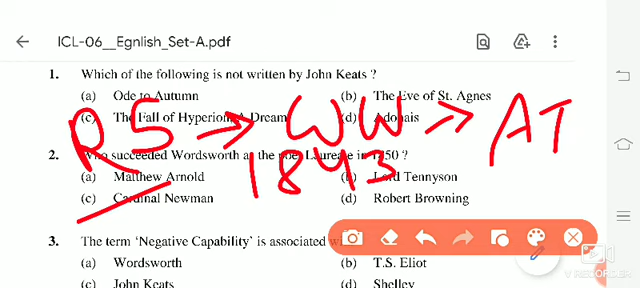 ICL-06__Egnlish_Set-A.pdf
1. Which of the following is not written by John Keats ?
(a) Ode to Autumn (b) The Eve of St. Agnes
(c) The Fall of Hyperion A Dream (d) Adonais
RS → WW → AT
1843
2. Who succeeded Wordsworth as the poet Laureate in 1850 ?
(a) Matthew Arnold (b) Lord Tennyson
(c) Cardinal Newman (d) Robert Browning
3. The term 'Negative Capability' is associated
(a) Wordsworth (b) T.S. Eliot
(c) John Keats (d) Shelley
RECORDER